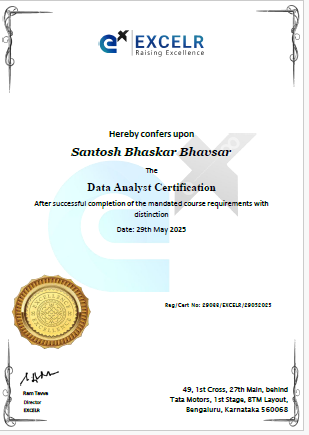 EXCELR
Raising Excellence
Hereby confers upon
Santosh Bhaskar Bhavsar
The
Data Analyst Certification
After successful completion of the mandated course requirements with
distinction
Date: 29th May 2025
Reg/Cert No: 29066/EXCELR/29052025
Ram Tavva
Director
EXCELR
49, 1st Cross, 27th Main, behind
Tata Motors, 1st Stage, BTM Layout,
Bengaluru, Karnataka 560068